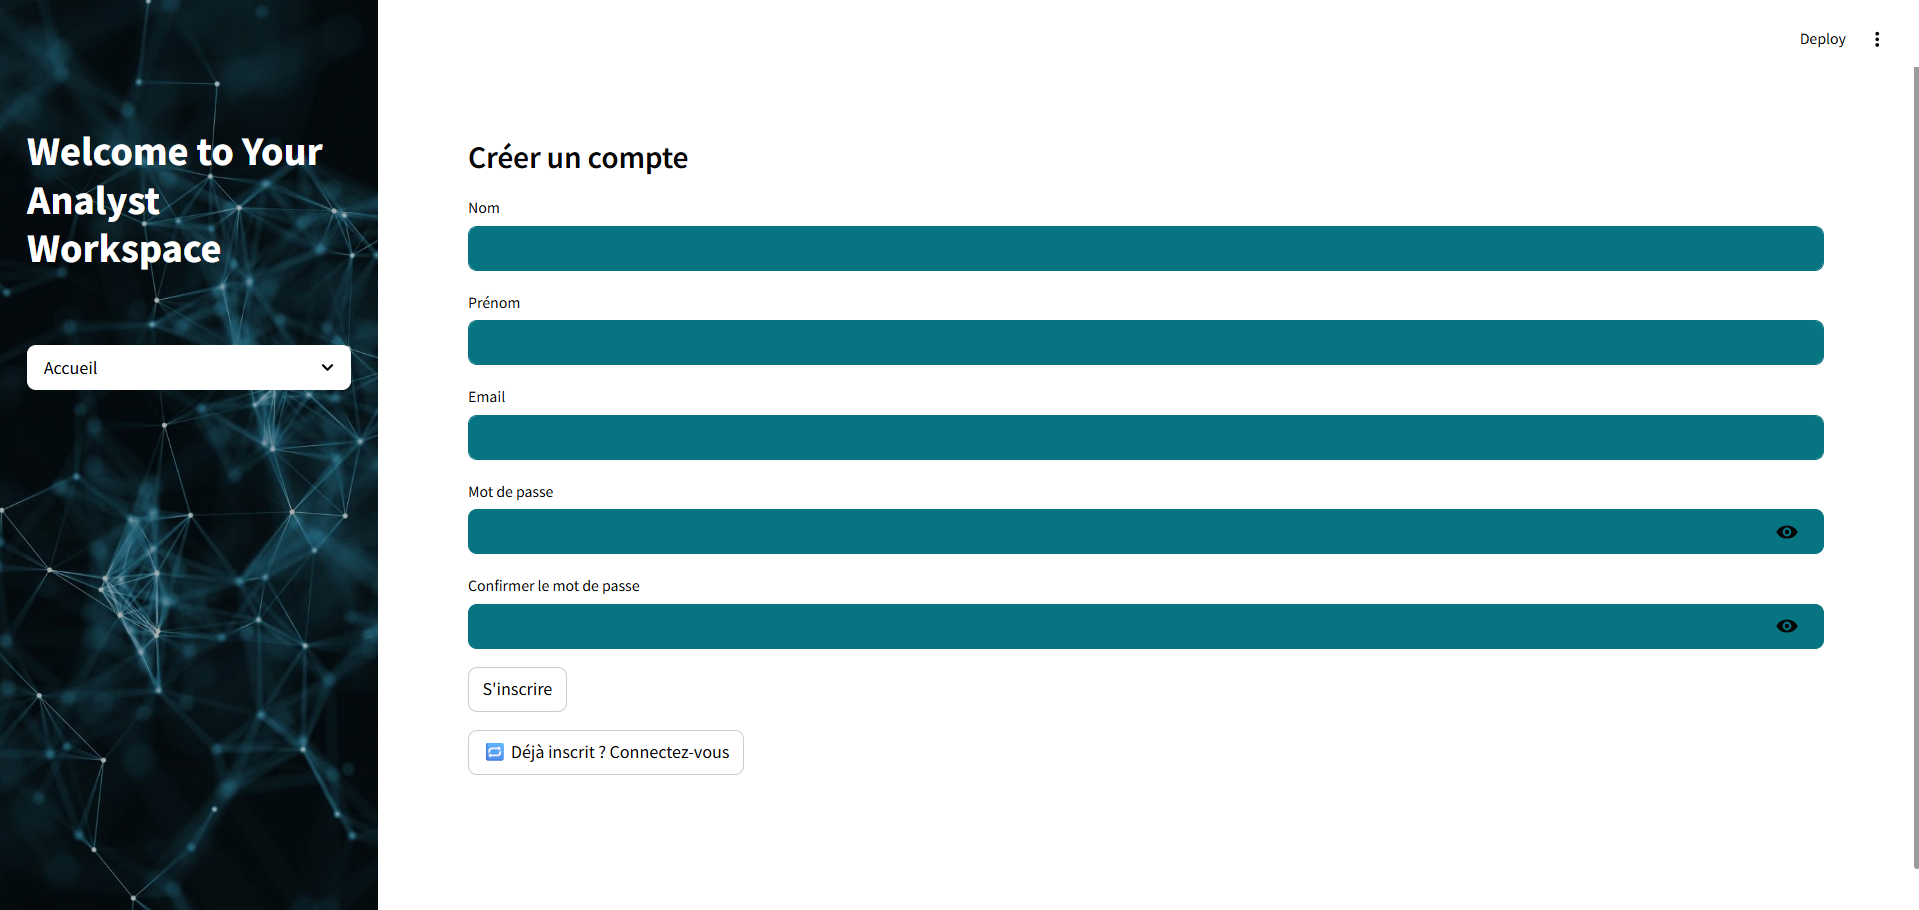 Deploy
Welcome to Your
Analyst
Workspace
Accueil
Créer un compte
Nom
Prénom
Email
Mot de passe
Confirmer le mot de passe
S'inscrire
Déjà inscrit ? Connectez-vous